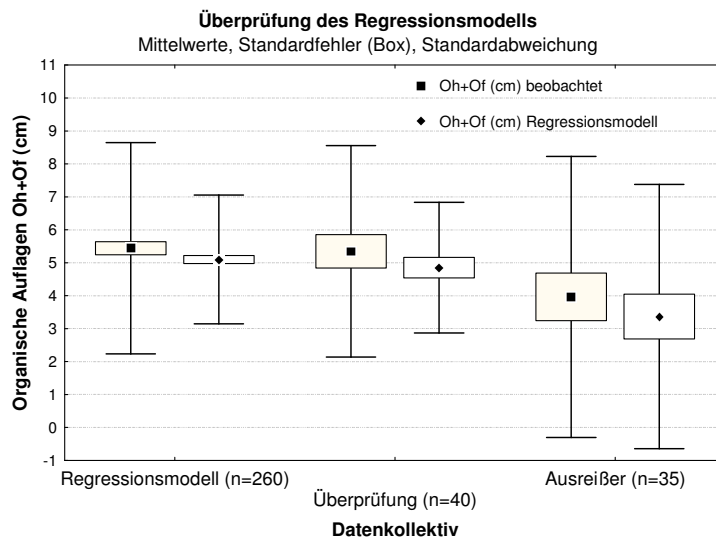 Überprüfung des Regressionsmodells
Mittelwerte, Standardfehler (Box), Standardabweichung
Organische Auflagen Oh+Of (cm)
11
10
9
8
7
6
5
4
3
2
1
0
-1
Oh+Of (cm) beobachtet
Oh+Of (cm) Regressionsmodell
Regressionsmodell (n=260)
Überprüfung (n=40)
Ausreißer (n=35)
Datenkollektiv